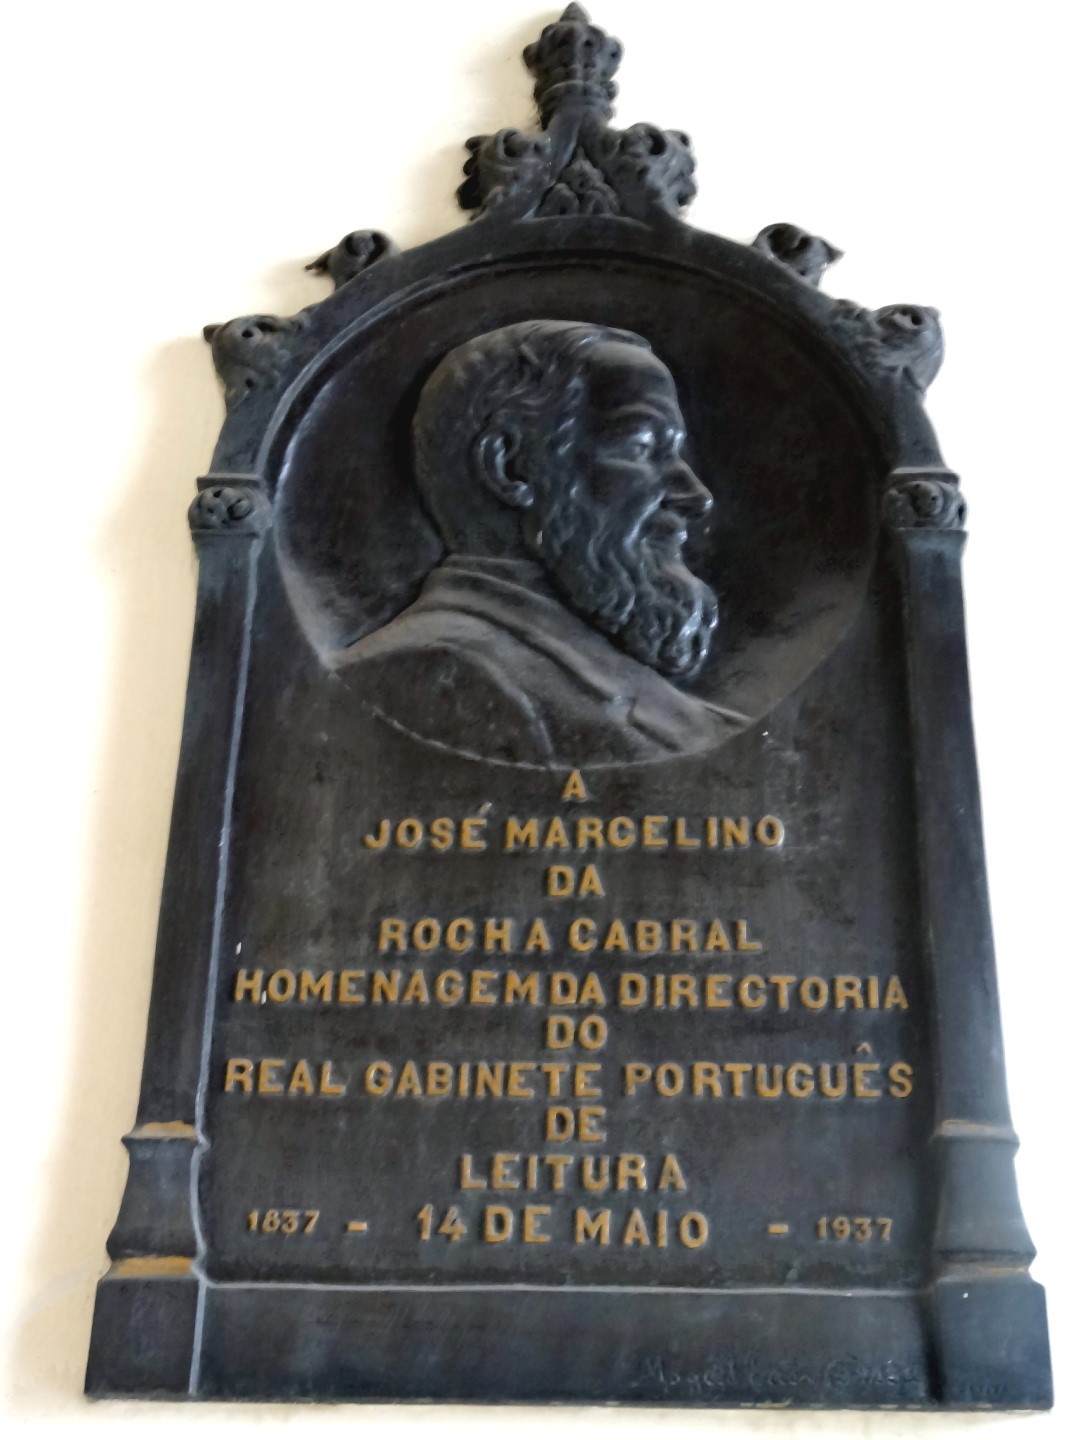 A
JOSÉ MARCELINO
DA
ROCHA CABRAL
HOMENAGEM DA DIRECTORIA
DO
REAL GABINETE PORTUGUÊS
DE
LEITURA
1837 - 14 DE MAIO - 1937